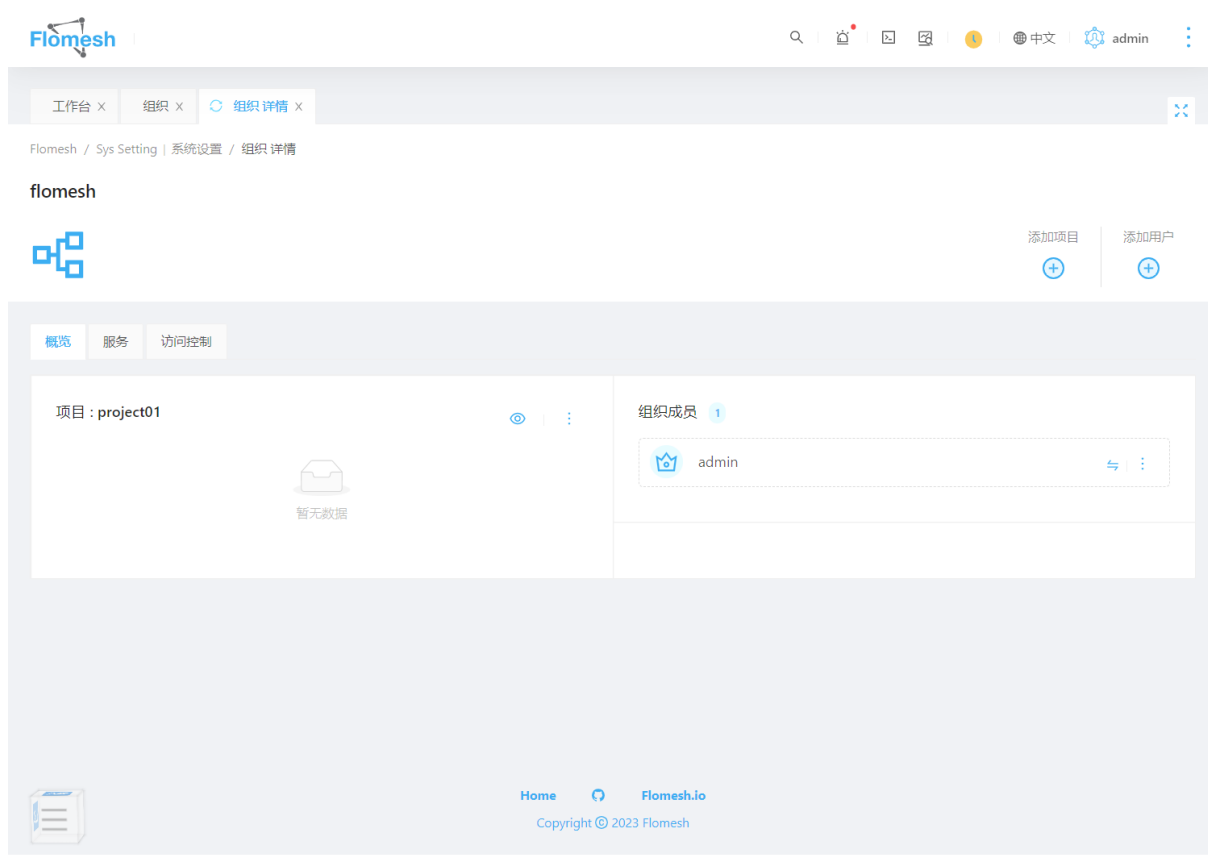 Flomesh
中文 admin
工作台 X 组织 X 组织 详情 X
Flomesh / Sys Setting | 系统设置 / 组织 详情
flomesh
添加项目 添加用户
概览 服务 访问控制
项目 : project01
组织成员 1
admin
暂无数据
Home Flomesh.io
Copyright © 2023 Flomesh